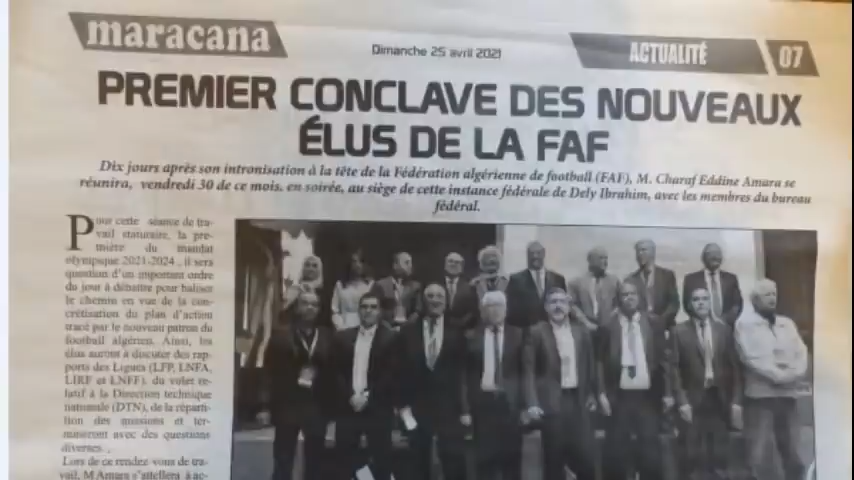 maracana
Dimanche 25 avril 2021
ACTUALITÉ
07
PREMIER CONCLAVE DES NOUVEAUX
ÉLUS DE LA FAF
Dix jours après son intronisation à la tête de la Fédération algérienne de football (FAF), M. Charaf Eddine Amara se
réunira, vendredi 30 de ce mois, en soirée, au siège de cette instance fédérale de Dely Ibrahim, avec les membres du bureau
fédéral.
Pour cette séance de tra-
vail statutaire, la pre-
mière du mandat
olympique 2021-2024, il sera
question d'un important ordre
du jour à débattre pour baliser
le chemin en vue de la con-
crétisation du plan d'action
tracé par le nouveau patron du
football algérien. Ainsi, les
élus auront à discuter des rap-
ports des Ligues (LFP, LNFA,
LIRF et LNFF), du volet re-
latif à la Direction technique
nationale (DTN), de la réparti-
tion des missions et ter-
mineront avec des questions
diverses.
Lors de ce rendez-vous de tra-
vail, M Amara s'attellera à ac-